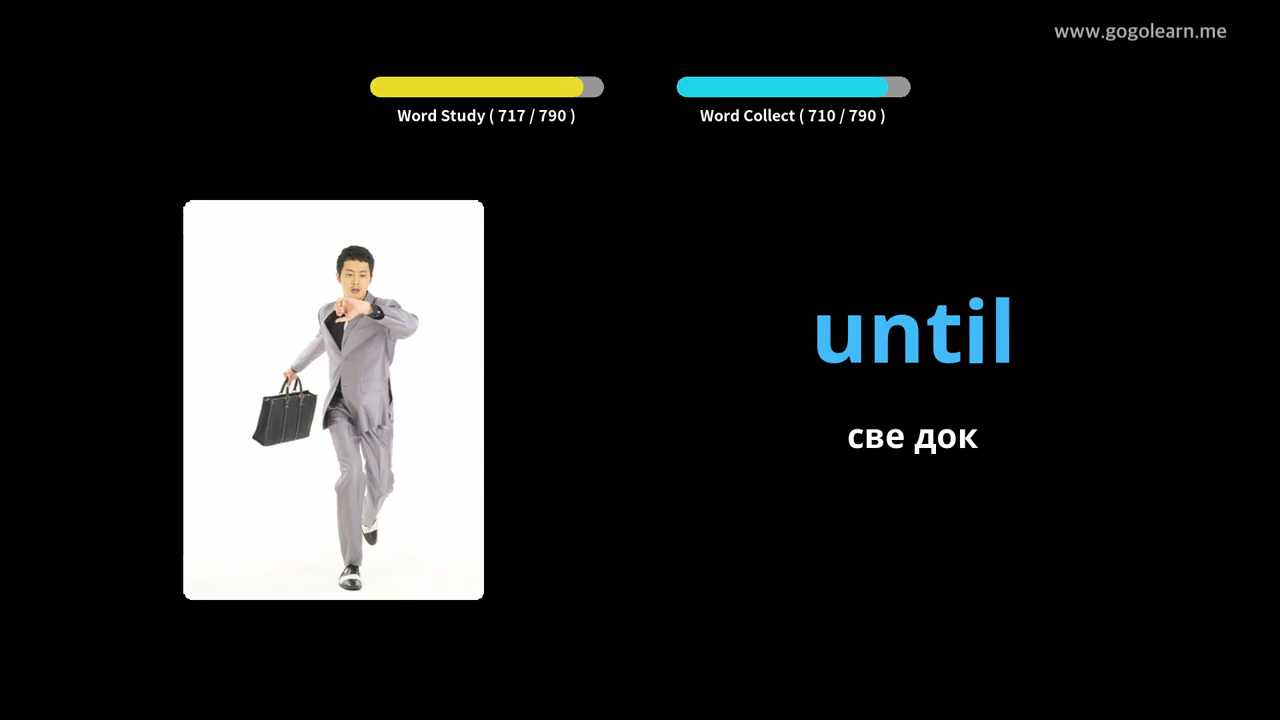 www.gogolearn.me
Word Study ( 717 / 790 )
Word Collect ( 710 / 790 )
until
све док